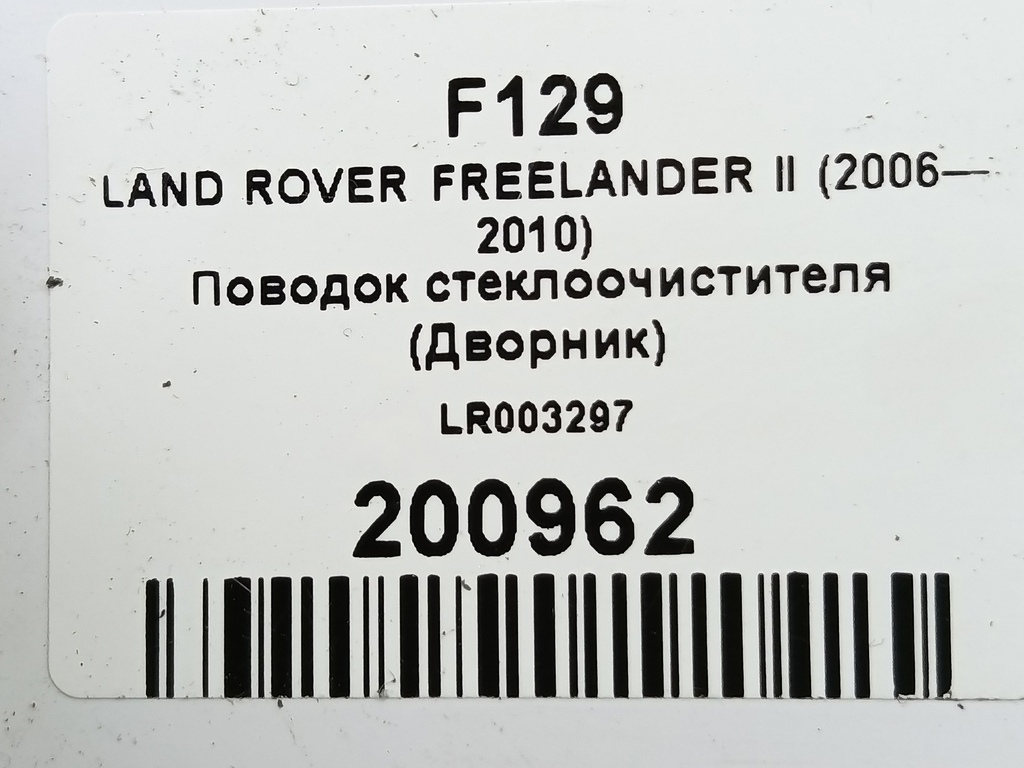 F129
LAND ROVER FREELANDER II (2006—
2010)
Поводок стеклоочистителя
(Дворник)
LR003297
200962